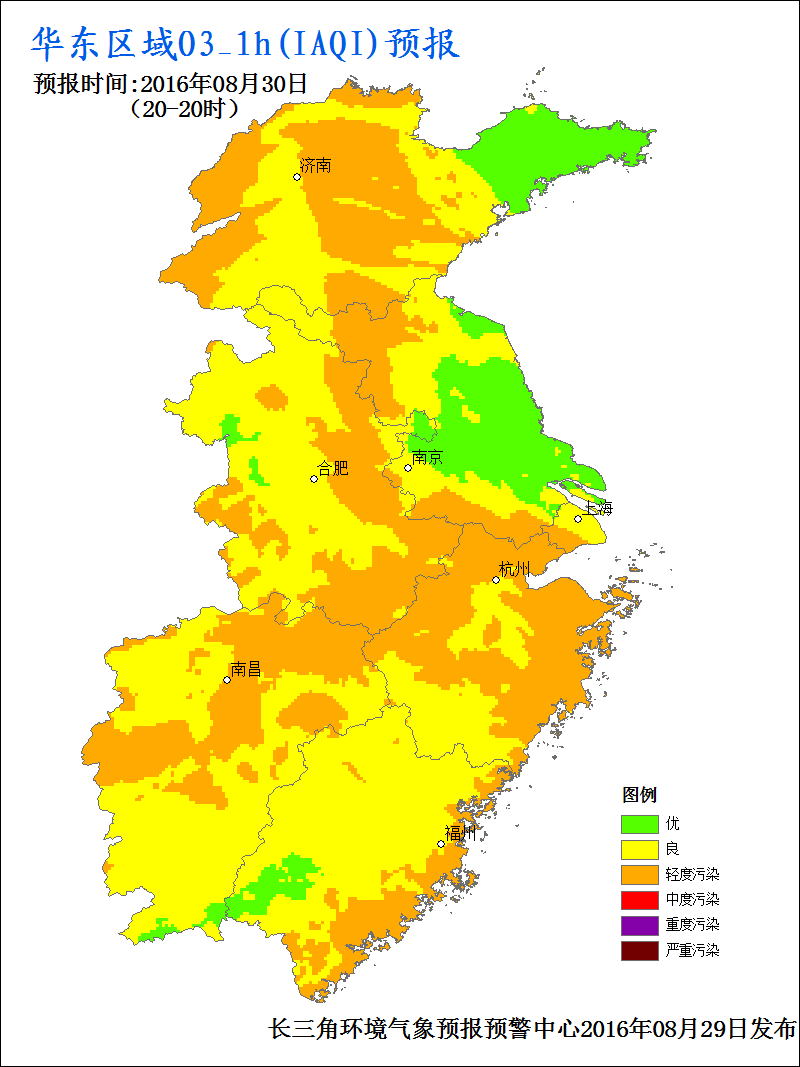 华东区域O3_1h(IAQI)预报
预报时间:2016年08月30日
(20-20时)
济南
南京
合肥
上海
杭州
南昌
福州
图例
优
良
轻度污染
中度污染
重度污染
严重污染
长三角环境气象预报预警中心2016年08月29日发布